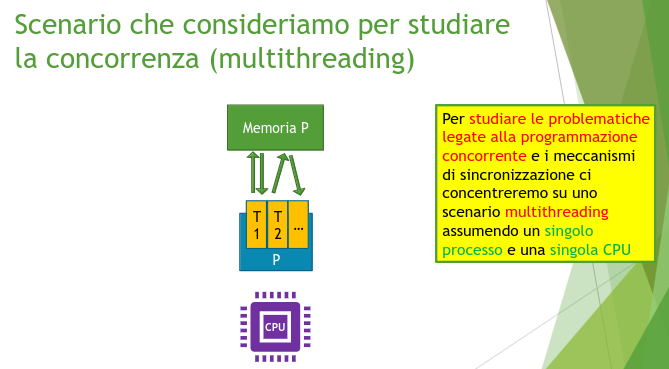 Scenario che consideriamo per studiare
la concorrenza (multithreading)
Memoria P
T
1
T
2
...
P
CPU
Per studiare le problematiche
legate alla programmazione
concorrente e i meccanismi
di sincronizzazione ci
concentreremo su uno
scenario multithreading
assumendo un singolo
processo e una singola CPU